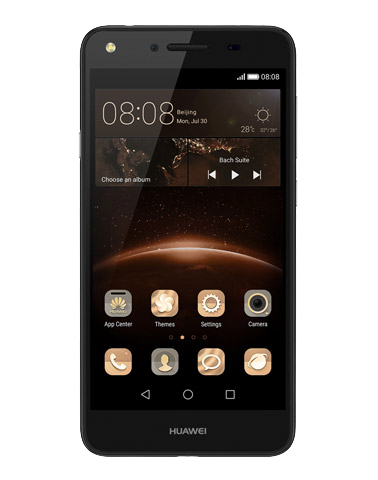 08:08
08:08
Beijing
Mon, Jul 30
28°c
Bach Suite
Choose an album
App Center
Themes
Settings
Camera
HUAWEI